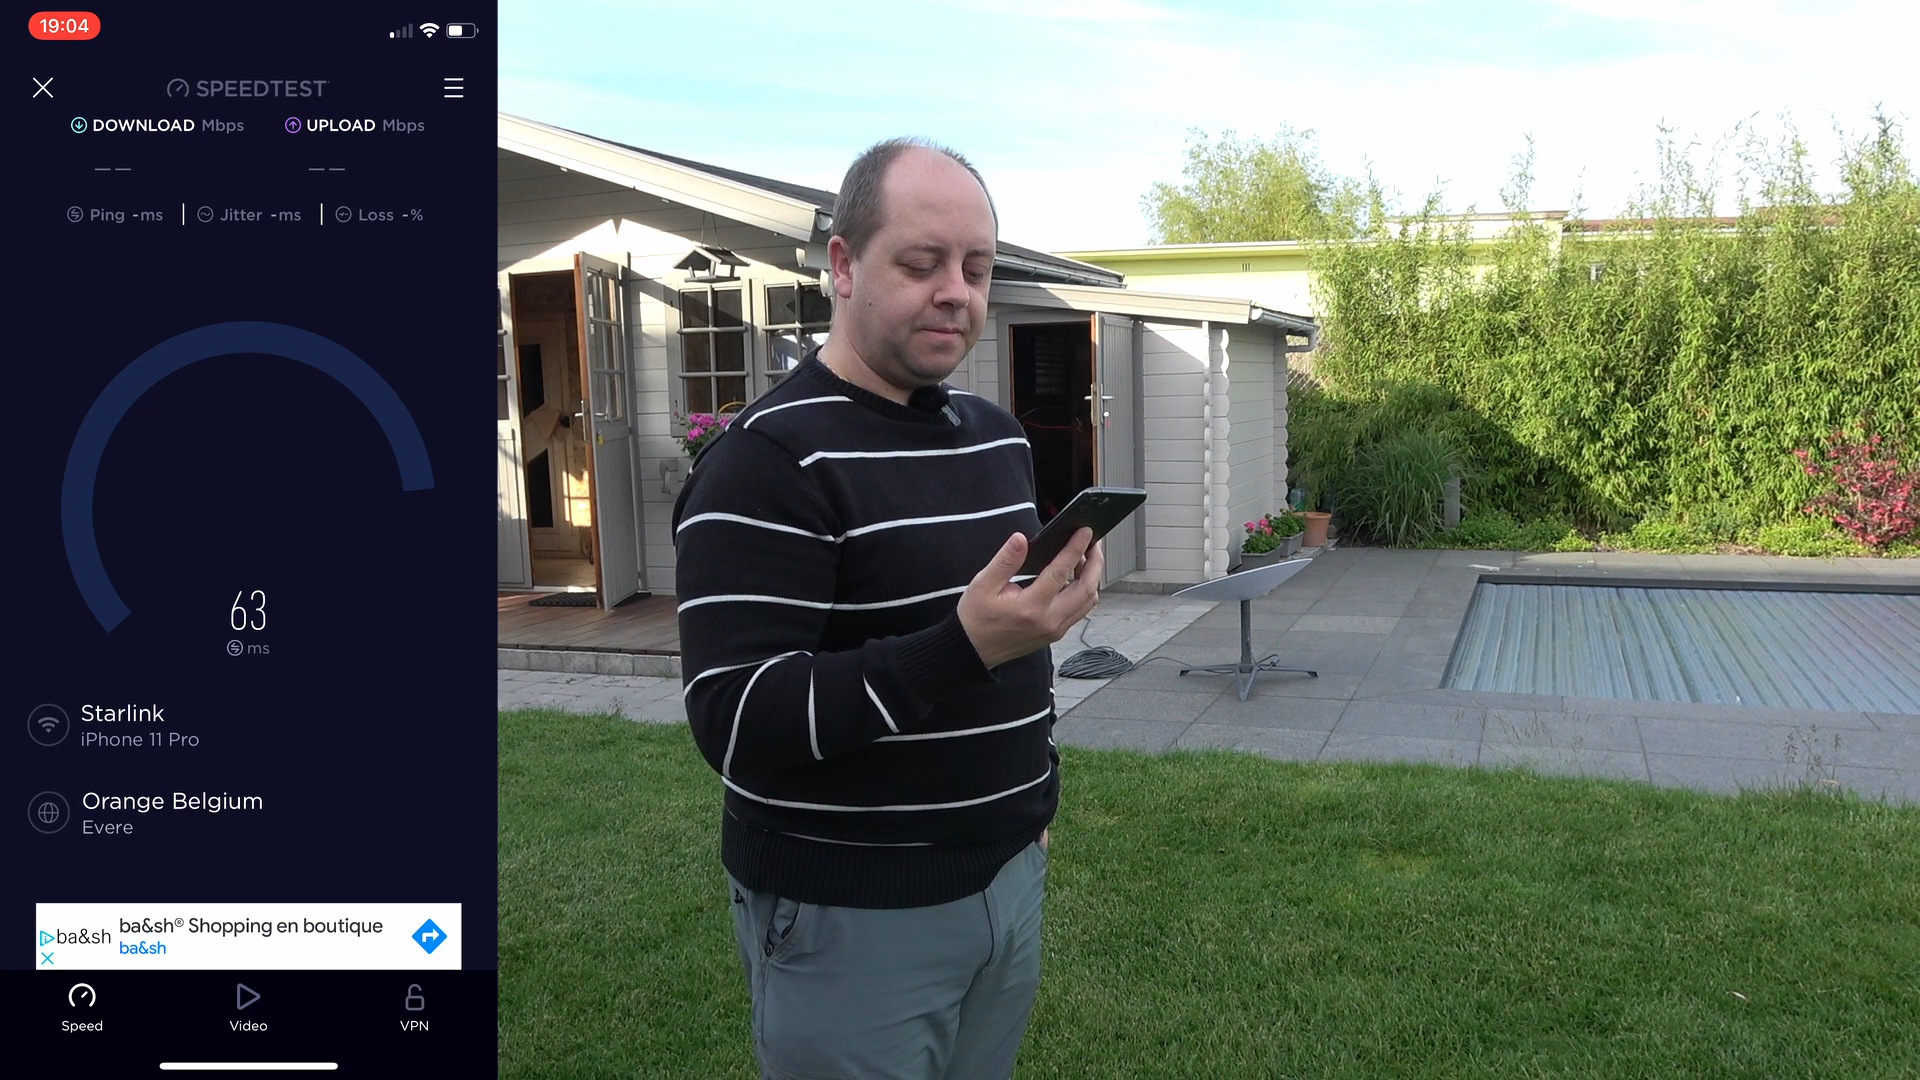 19:04
SPEEDTEST
DOWNLOAD Mbps
UPLOAD Mbps
— —
— —
Ping -ms
Jitter -ms
Loss -%
63
ms
Starlink
iPhone 11 Pro
Orange Belgium
Evere
ba&sh
ba&sh® Shopping en boutique
ba&sh
Speed
Video
VPN